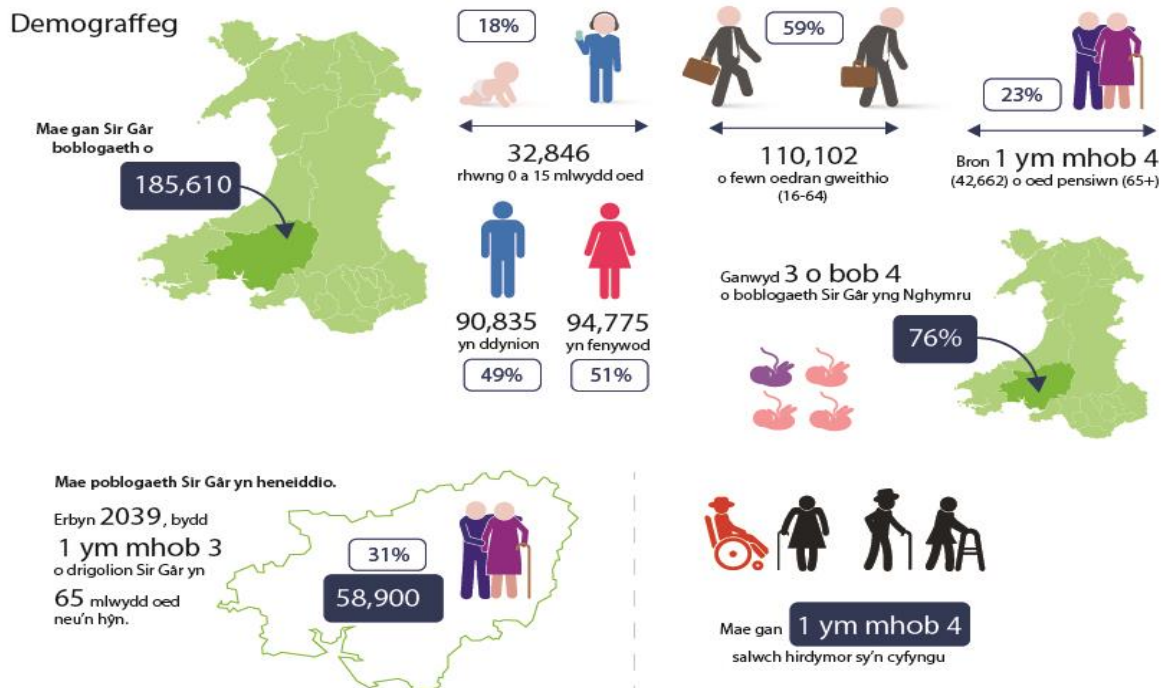 Demograffeg
Mae gan Sir Gâr
boblogaeth o
185,610
18%
32,846
rhwng 0 a 15 mlwydd oed
59%
110,102
o fewn oedran gweithio
(16-64)
23%
Bron 1 ym mhob 4
(42,662) o oed pensiwn (65+)
90,835
yn ddynion
49%
94,775
yn fenywod
51%
Ganwyd 3 o bob 4
o boblogaeth Sir Gâr yng Nghymru
76%
Mae poblogaeth Sir Gâr yn heneiddio.
Erbyn 2039, bydd
1 ym mhob 3
o drigolion Sir Gâr yn
65 mlwydd oed
neu'n hŷn.
31%
58,900
Mae gan 1 ym mhob 4
salwch hirdymor sy'n cyfyngu